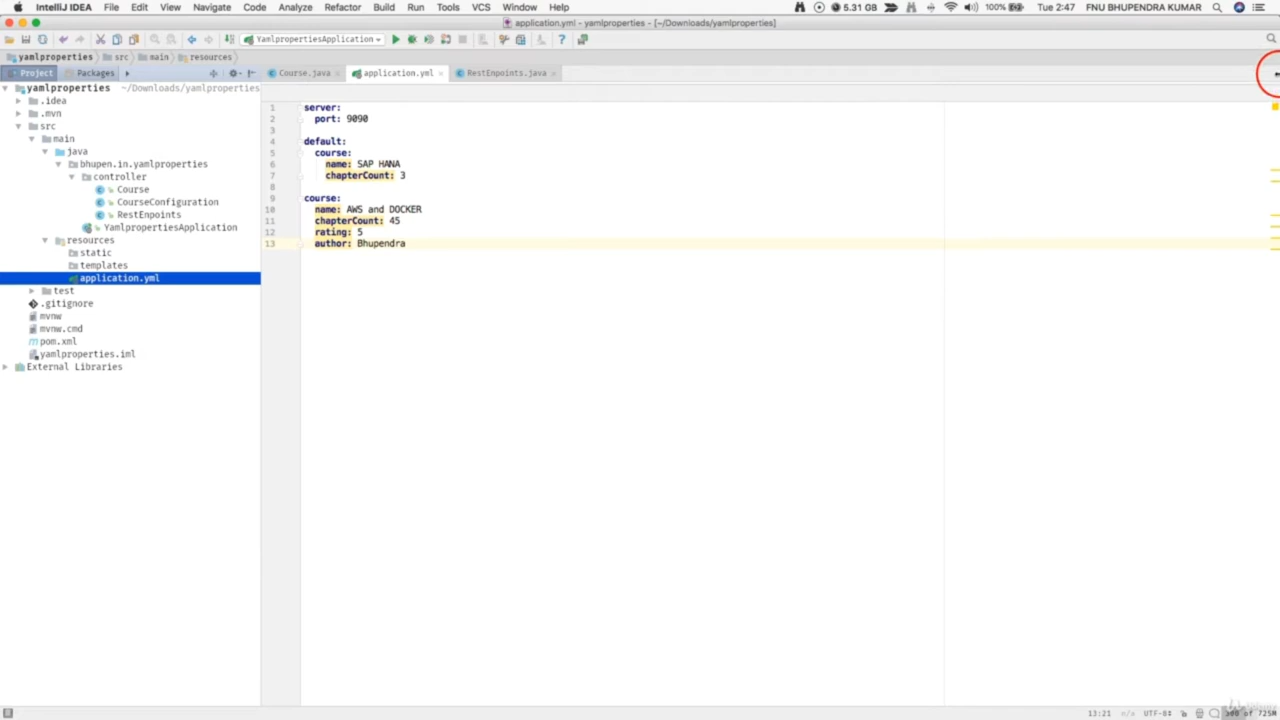 IntelliJ IDEA File Edit View Navigate Code Analyze Refactor Build Run Tools VCS Window Help 5.31 GB 100% Tue 2:47 FNU BHUPENDRA KUMAR
application.yml - yamlproperties - [~/Downloads/yamlproperties]
YamlpropertiesApplication
yamlproperties src main resources
Project Packages Course.java application.yml RestEnpoints.java
yamlproperties ~/Downloads/yamlproperties
.idea
.mvn
src
main
java
bhupen.in.yamlproperties
controller
Course
CourseConfiguration
RestEnpoints
YamlpropertiesApplication
resources
static
templates
application.yml
test
.gitignore
mvnw
mvnw.cmd
pom.xml
yamlproperties.iml
External Libraries
1 server:
2 port: 9090
3
4 default:
5 course:
6 name: SAP HANA
7 chapterCount: 3
8
9 course:
10 name: AWS and DOCKER
11 chapterCount: 45
12 rating: 5
13 author: Bhupendra
13:21 n/a UTF-8 of 725M